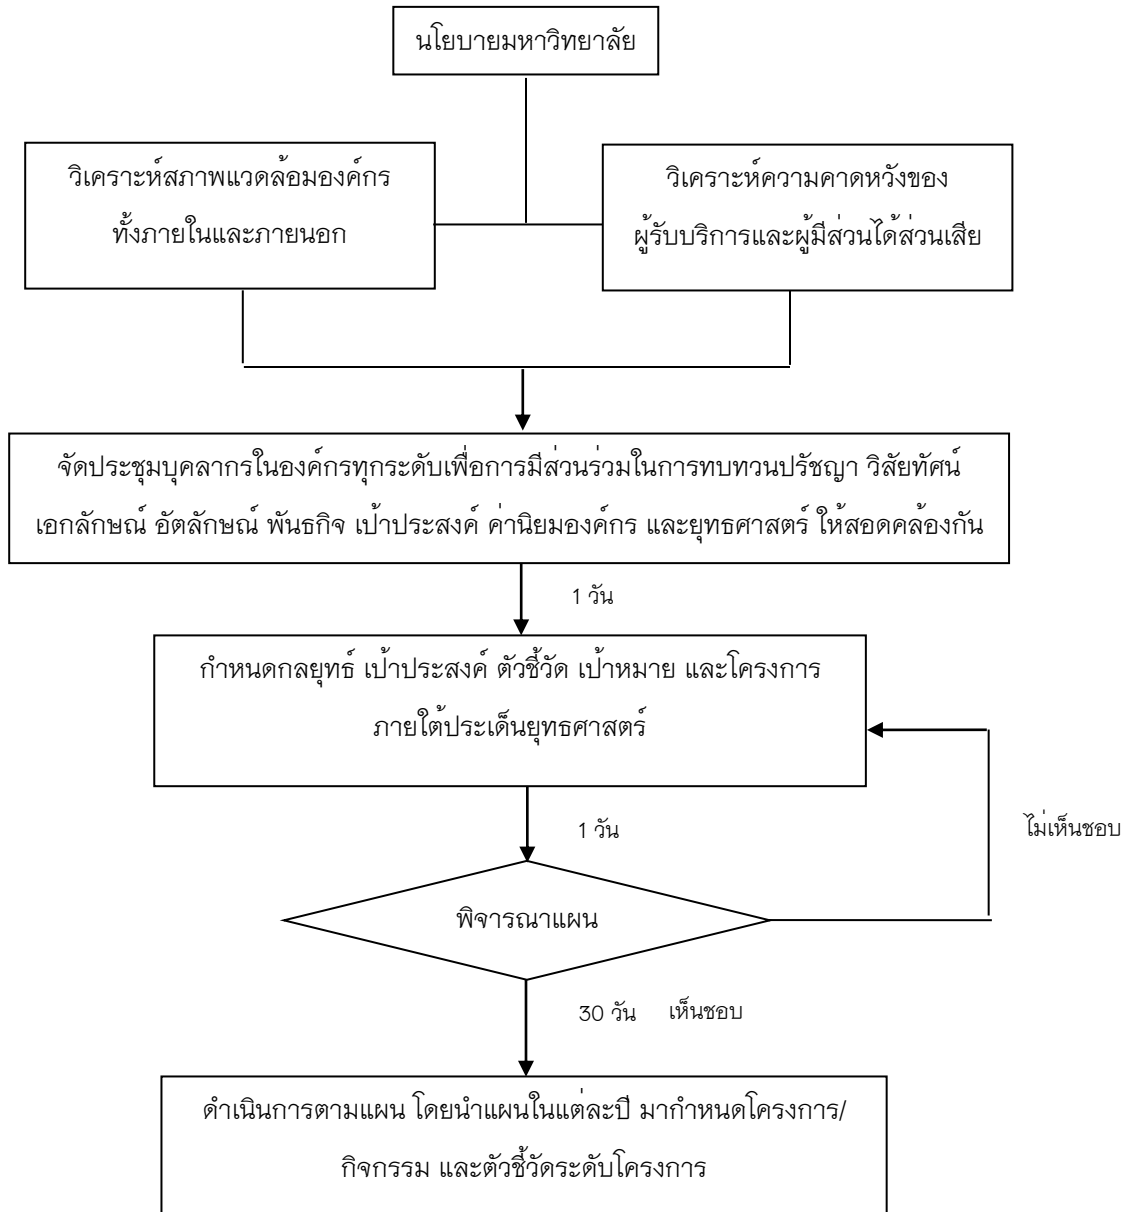 นโยบายมหาวิทยาลัย
วิเคราะห์สภาพแวดล้อมองค์กร
ทั้งภายในและภายนอก
วิเคราะห์ความคาดหวังของ
ผู้รับบริการและผู้มีส่วนได้ส่วนเสีย
จัดประชุมบุคลากรในองค์กรทุกระดับเพื่อการมีส่วนร่วมในการทบทวนปรัชญา วิสัยทัศน์
เอกลักษณ์ อัตลักษณ์ พันธกิจ เป้าประสงค์ ค่านิยมองค์กร และยุทธศาสตร์ ให้สอดคล้องกัน
1 วัน
กำหนดกลยุทธ์ เป้าประสงค์ ตัวชี้วัด เป้าหมาย และโครงการ
ภายใต้ประเด็นยุทธศาสตร์
1 วัน
ไม่เห็นชอบ
พิจารณาแผน
30 วัน เห็นชอบ
ดำเนินการตามแผน โดยนำแผนในแต่ละปี มากำหนดโครงการ/
กิจกรรม และตัวชี้วัดระดับโครงการ